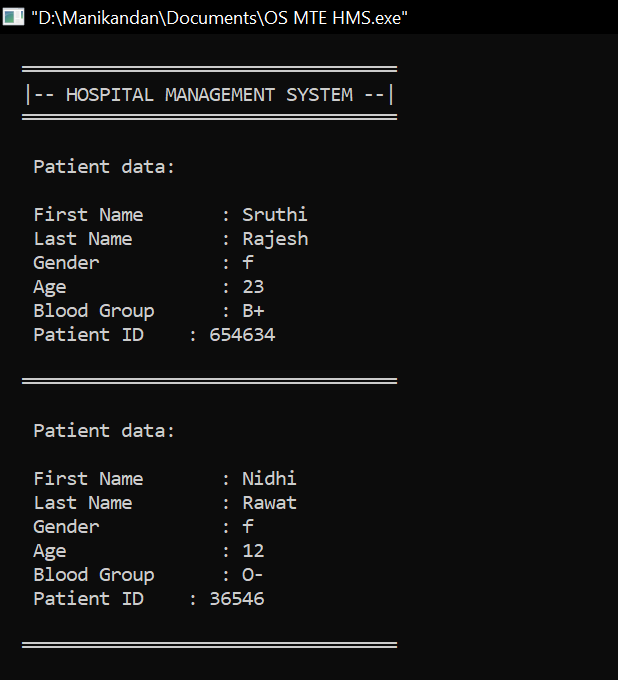 "D:\Manikandan\Documents\OS MTE HMS.exe"
|-- HOSPITAL MANAGEMENT SYSTEM --|
Patient data:
First Name : Sruthi
Last Name : Rajesh
Gender : f
Age : 23
Blood Group : B+
Patient ID : 654634
Patient data:
First Name : Nidhi
Last Name : Rawat
Gender : f
Age : 12
Blood Group : O-
Patient ID : 36546